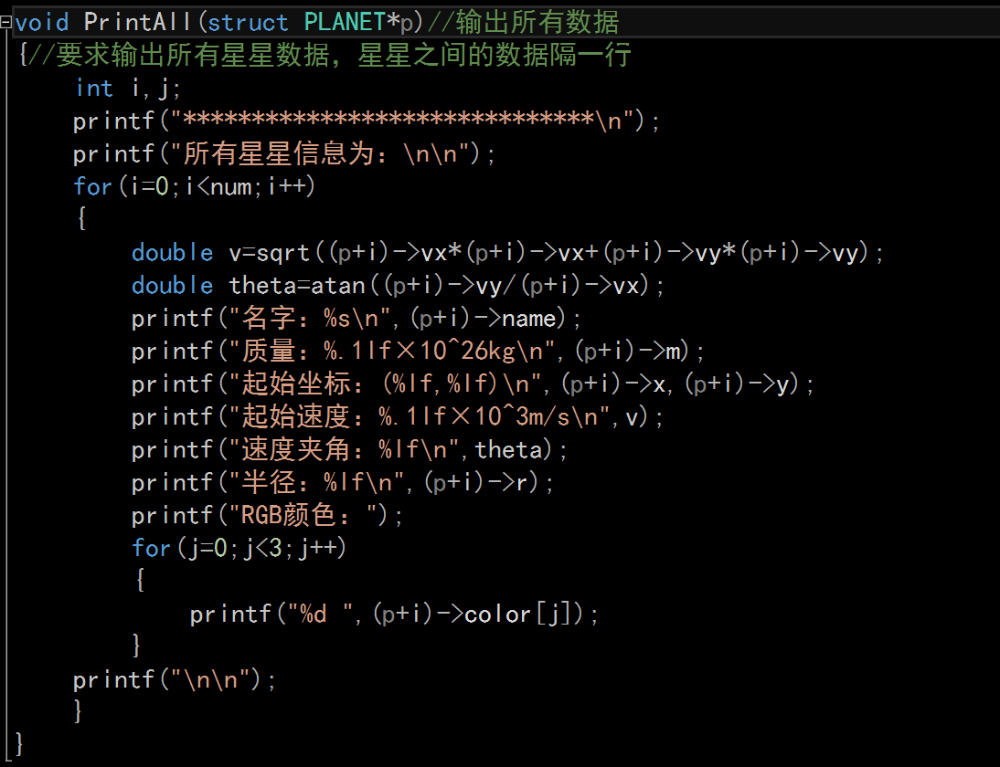 void PrintAll(struct PLANET*p)//输出所有数据
{//要求输出所有星星数据，星星之间的数据隔一行
int i,j;
printf("******************************\n");
printf("所有星星信息为：\n\n");
for(i=0;i<num;i++)
{
double v=sqrt((p+i)->vx*(p+i)->vx+(p+i)->vy*(p+i)->vy);
double theta=atan((p+i)->vy/(p+i)->vx);
printf("名字：%s\n",(p+i)->name);
printf("质量：%.1lf×10^26kg\n",(p+i)->m);
printf("起始坐标：(%lf,%lf)\n",(p+i)->x,(p+i)->y);
printf("起始速度：%.1lf×10^3m/s\n",v);
printf("速度夹角：%lf\n",theta);
printf("半径：%lf\n",(p+i)->r);
printf("RGB颜色：");
for(j=0;j<3;j++)
{
printf("%d ",(p+i)->color[j]);
}
printf("\n\n");
}
}